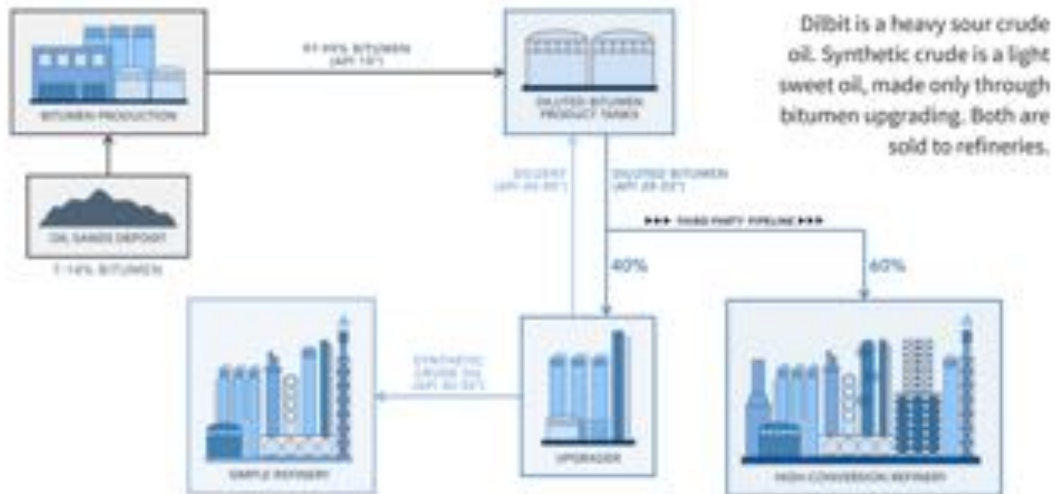 Dilbit is a heavy sour crude
oil. Synthetic crude is a light
sweet oil, made only through
bitumen upgrading. Both are
sold to refineries.
BITUMEN
BITUMEN PRODUCTION
DILUTED BITUMEN
PRODUCT TANKS
OIL SANDS DEPOSIT
BITUMEN
DILUENT
DILUTED BITUMEN
THIRD PARTY PIPELINE
40%
60%
SYNTHETIC
CRUDE OIL
SIMPLE REFINERY
UPGRADER
HIGH CONVERSION REFINERY